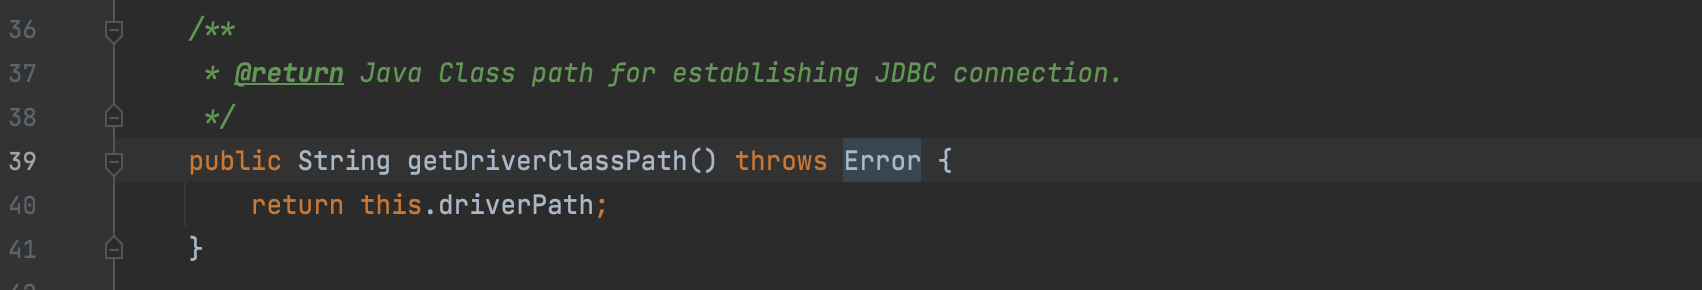 36 /**
37 * @return Java Class path for establishing JDBC connection.
38 */
39 public String getDriverClassPath() throws Error {
40 return this.driverPath;
41 }